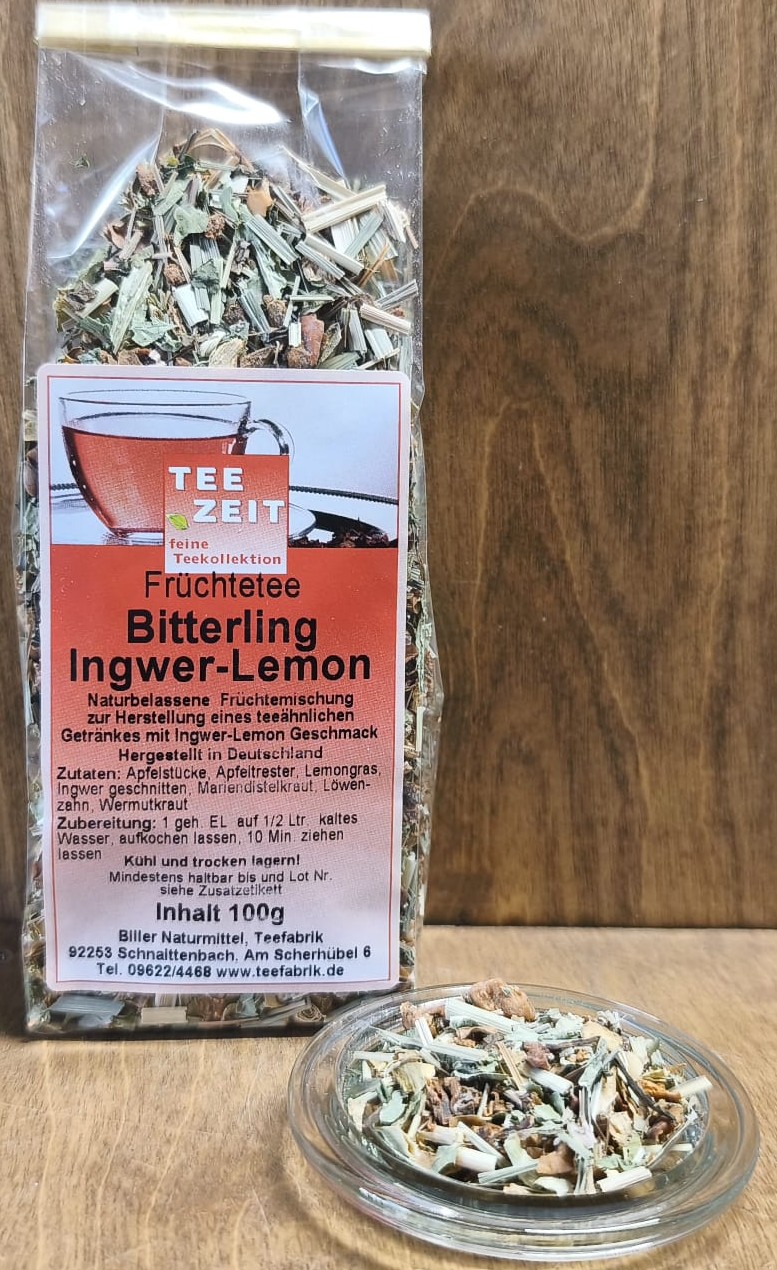 TEE
ZEIT
feine
Teekollektion
Früchtetee
Bitterling
Ingwer-Lemon
Naturbelassene Früchtemischung
zur Herstellung eines teeähnlichen
Getränkes mit Ingwer-Lemon Geschmack
Hergestellt in Deutschland
Zutaten: Apfelstücke, Apfeltrester, Lemongras,
Ingwer geschnitten, Mariendistelkraut, Löwen-
zahn, Wermutkraut
Zubereitung: 1 geh. EL auf 1/2 Ltr. kaltes
Wasser, aufkochen lassen, 10 Min. ziehen
lassen
Kühl und trocken lagern!
Mindestens haltbar bis und Lot Nr.
siehe Zusatzetikett
Inhalt 100g
Biller Naturmittel, Teefabrik
92253 Schnaittenbach, Am Scherhübel 6
Tel. 09622/4468 www.teefabrik.de